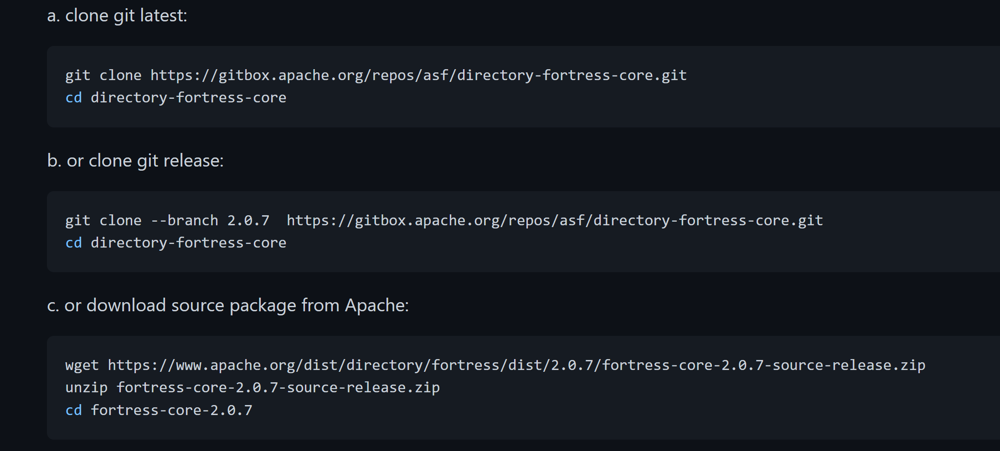 a. clone git latest:
git clone https://gitbox.apache.org/repos/asf/directory-fortress-core.git
cd directory-fortress-core
b. or clone git release:
git clone --branch 2.0.7  https://gitbox.apache.org/repos/asf/directory-fortress-core.git
cd directory-fortress-core
c. or download source package from Apache:
wget https://www.apache.org/dist/directory/fortress/dist/2.0.7/fortress-core-2.0.7-source-release.zip
unzip fortress-core-2.0.7-source-release.zip
cd fortress-core-2.0.7